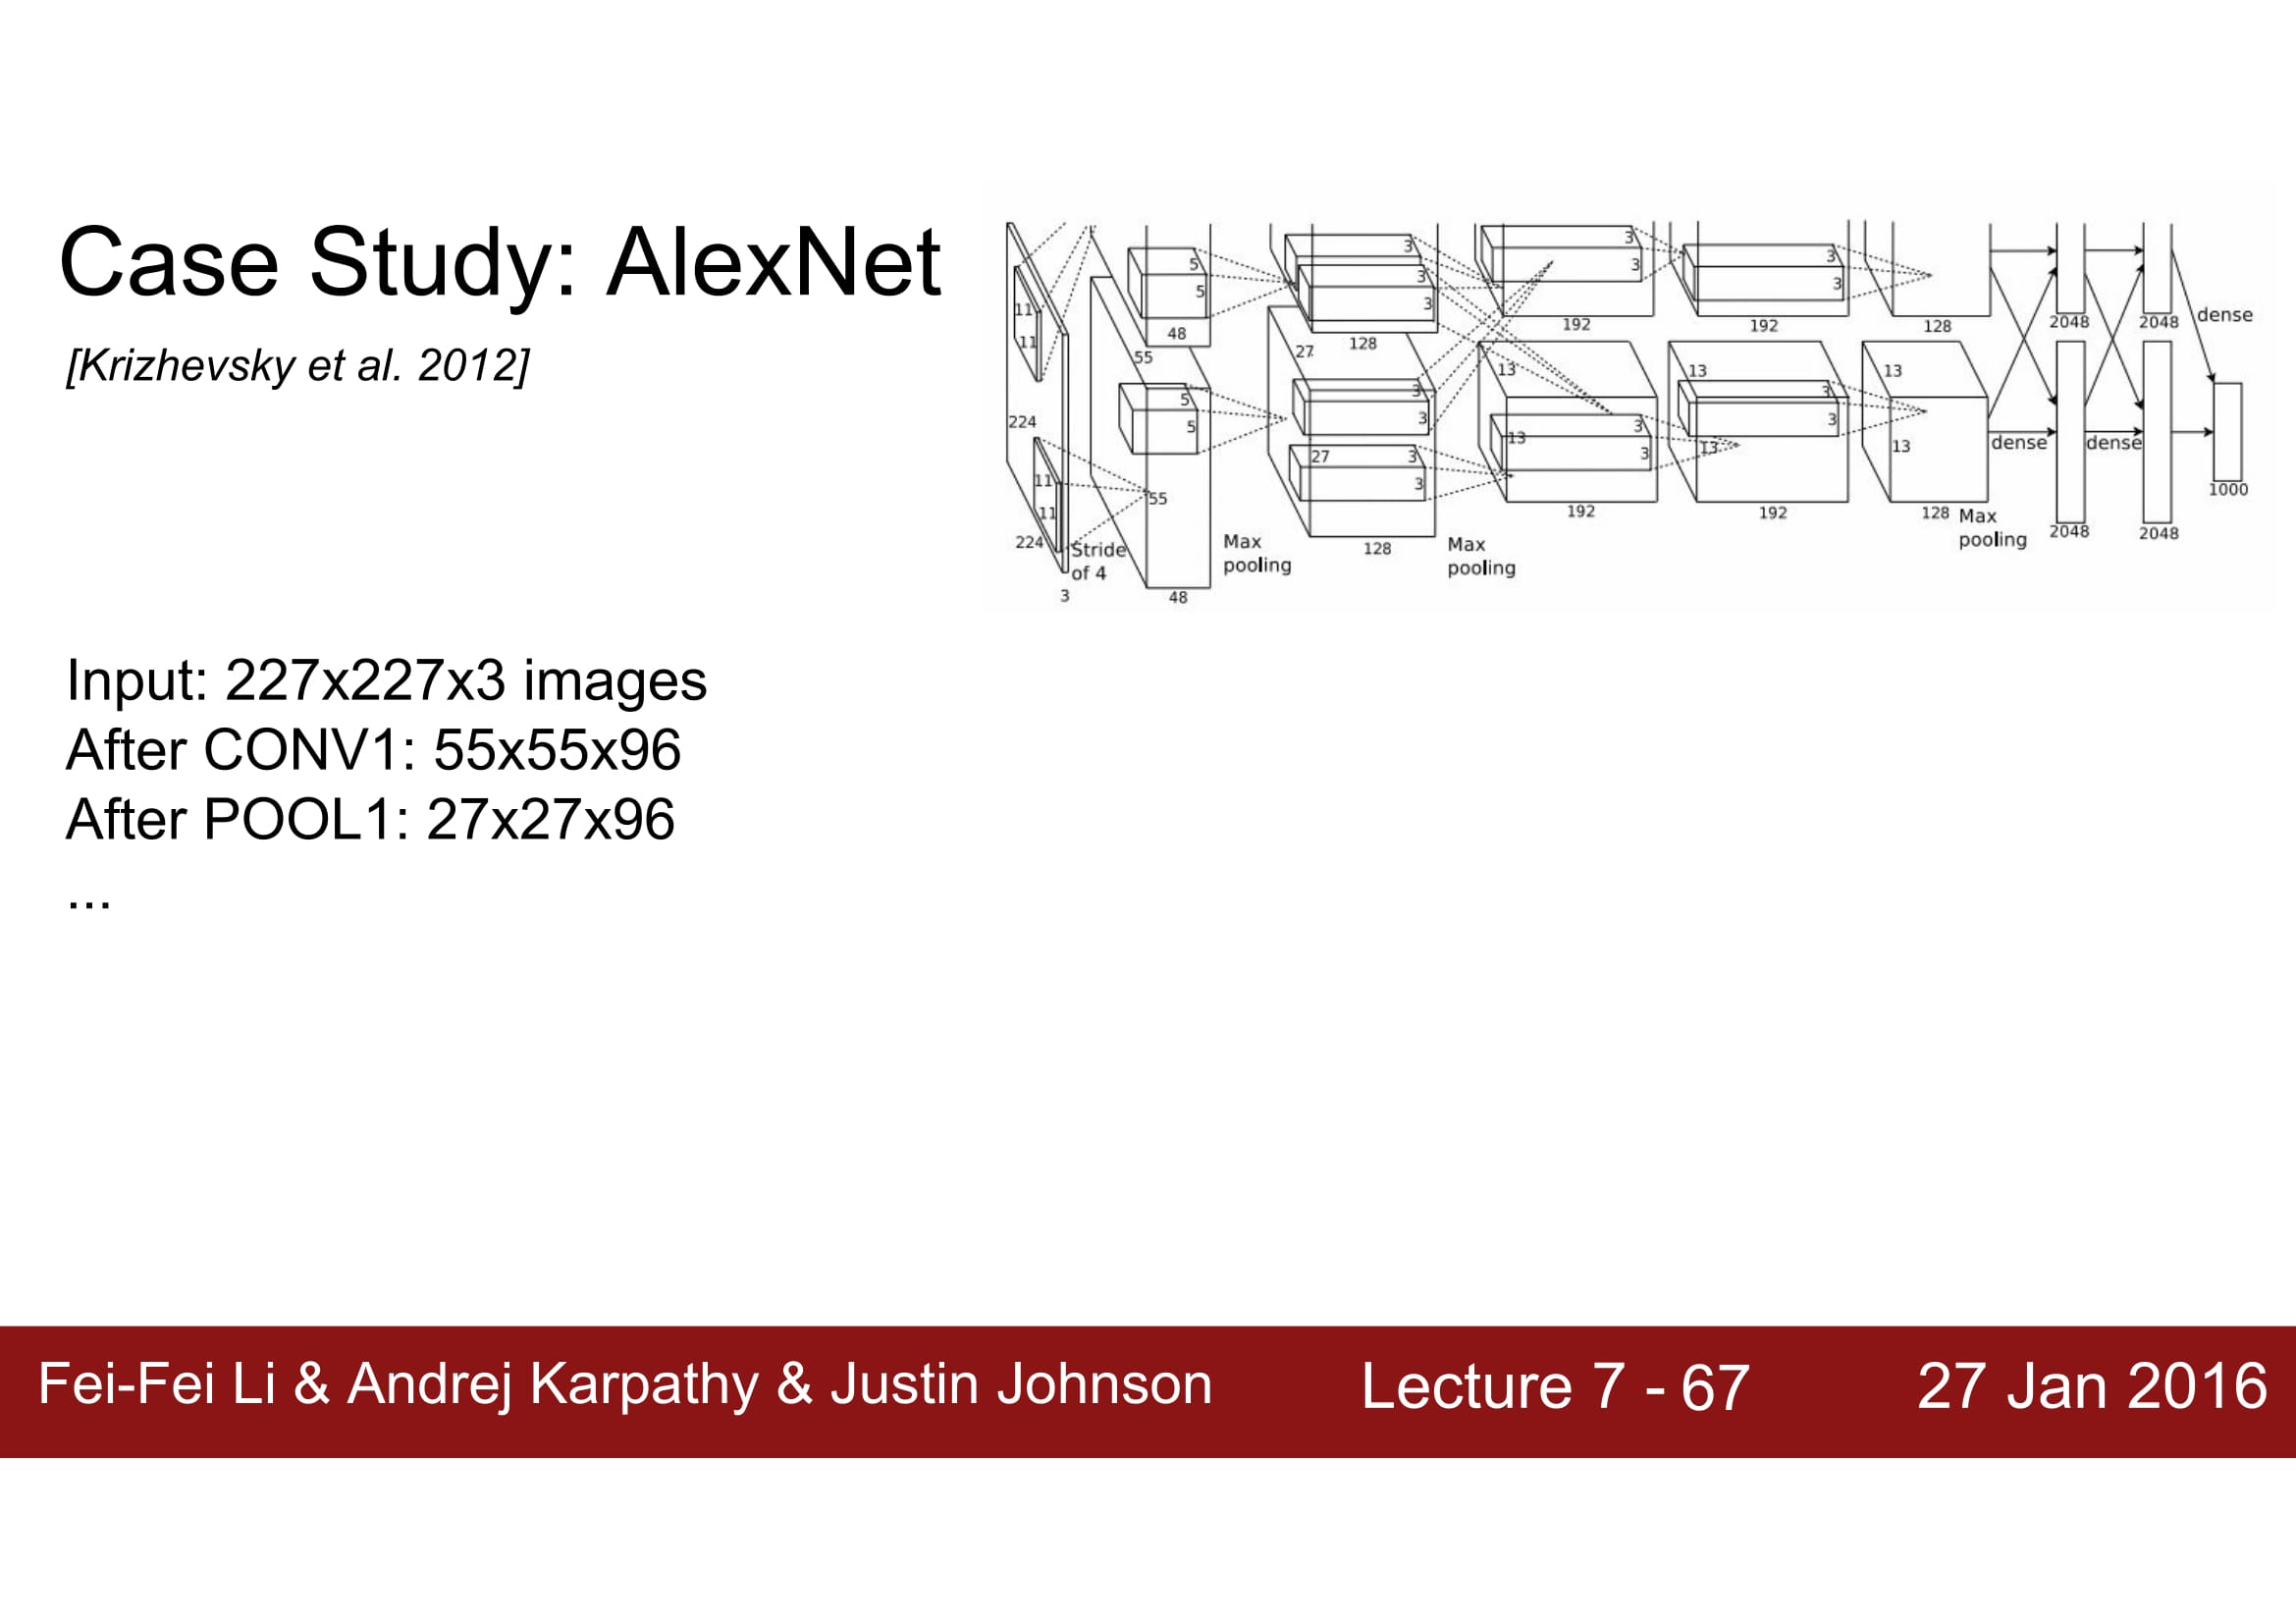 Case Study: AlexNet
[Krizhevsky et al. 2012]
11
11
224
11
11
224
Stride
of 4
3
5
5
48
55
5
5
55
48
Max
pooling
3
3
3
128
27
3
3
27
3
3
128
Max
pooling
3
3
192
13
13
3
3
192
3
3
192
13
3
3
13
192
128
13
13
128
Max
pooling
2048
2048
dense
dense
dense
2048
2048
1000
Input: 227x227x3 images
After CONV1: 55x55x96
After POOL1: 27x27x96
...
Fei-Fei Li & Andrej Karpathy & Justin Johnson
Lecture 7 - 67
27 Jan 2016